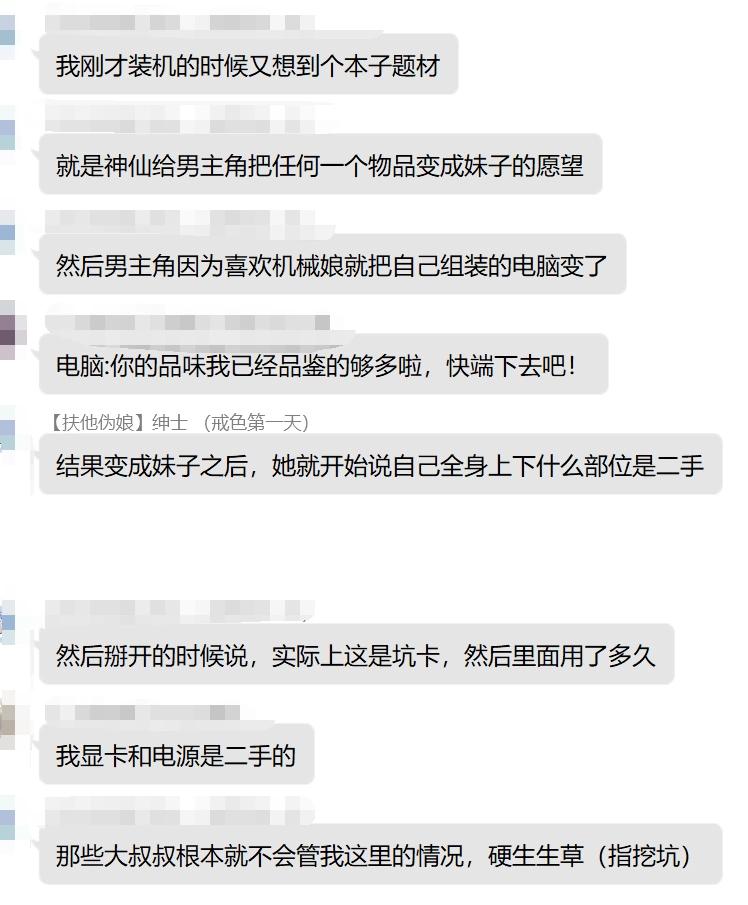 我刚才装机的时候又想到个本子题材
就是神仙给男主角把任何一个物品变成妹子的愿望
然后男主角因为喜欢机械娘就把自己组装的电脑变了
电脑:你的品味我已经品鉴的够多啦，快端下去吧！
【扶他伪娘】绅士 （戒色第一天）
结果变成妹子之后，她就开始说自己全身上下什么部位是二手
然后掰开的时候说，实际上这是坑卡，然后里面用了多久
我显卡和电源是二手的
那些大叔叔根本就不会管我这里的情况，硬生生草（指挖坑）